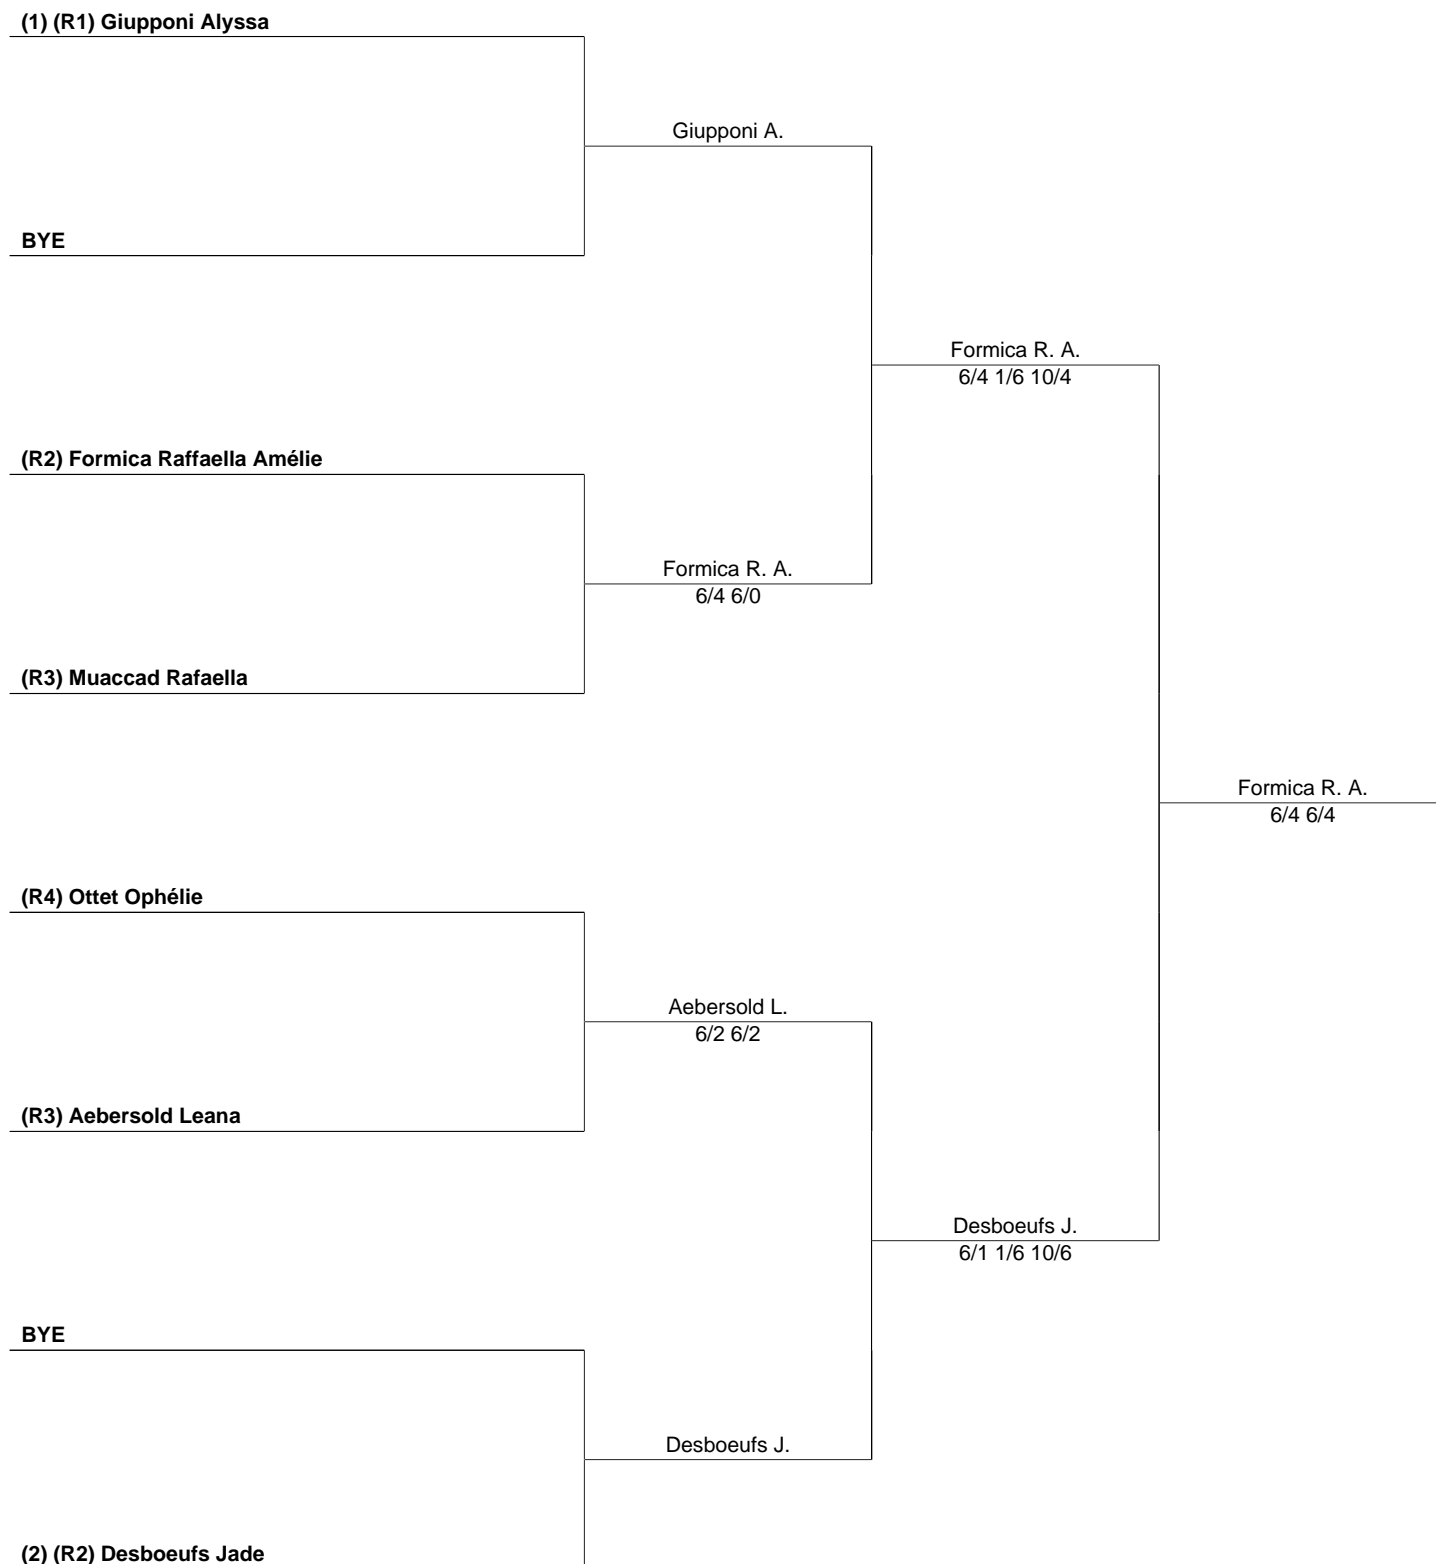 (1) (R1) Giupponi Alyssa
Giupponi A.
BYE
Formica R. A.
6/4 1/6 10/4
(R2) Formica Raffaella Amélie
Formica R. A.
6/4 6/0
(R3) Muaccad Rafaella
Formica R. A.
6/4 6/4
(R4) Ottet Ophélie
Aebersold L.
6/2 6/2
(R3) Aebersold Leana
Desboeufs J.
6/1 1/6 10/6
BYE
Desboeufs J.
(2) (R2) Desboeufs Jade